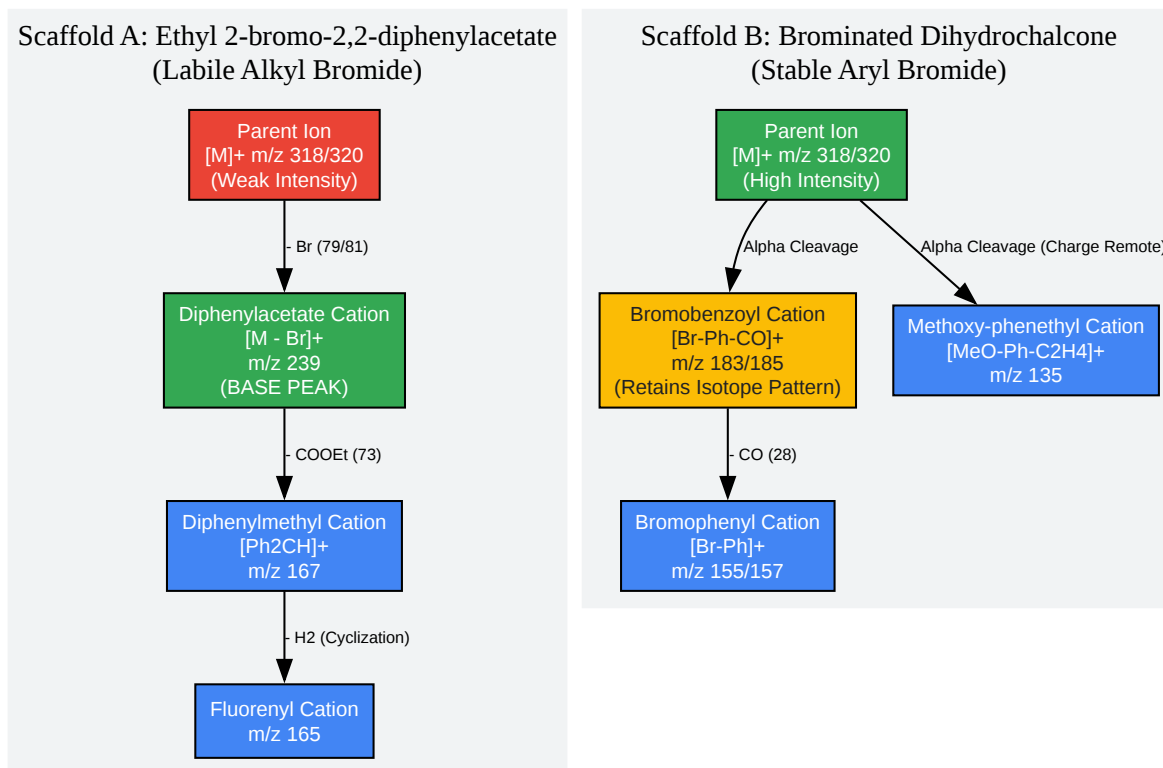 Scaffold A: Ethyl 2-bromo-2,2-diphenylacetate
(Labile Alkyl Bromide)
Parent Ion
[M]+ m/z 318/320
(Weak Intensity)
- Br (79/81)
Diphenylacetate Cation
[M - Br]+
m/z 239
(BASE PEAK)
- COOEt (73)
Diphenylmethyl Cation
[Ph2CH]+
m/z 167
- H2 (Cyclization)
Fluorenyl Cation
m/z 165
Scaffold B: Brominated Dihydrochalcone
(Stable Aryl Bromide)
Parent Ion
[M]+ m/z 318/320
(High Intensity)
Alpha Cleavage
Alpha Cleavage (Charge Remote)
Bromobenzoyl Cation
[Br-Ph-CO]+
m/z 183/185
(Retains Isotope Pattern)
Methoxy-phenethyl Cation
[MeO-Ph-C2H4]+
m/z 135
- CO (28)
Bromophenyl Cation
[Br-Ph]+
m/z 155/157